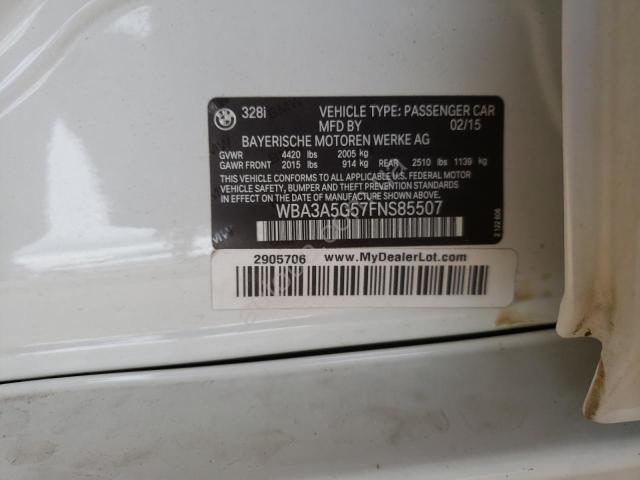 328i VEHICLE TYPE: PASSENGER CAR
MFD BY 02/15
BAYERISCHE MOTOREN WERKE AG
GVWR 4420 lbs 2005 kg
GAWR FRONT 2015 lbs 914 kg REAR 2510 lbs 1139 kg
THIS VEHICLE CONFORMS TO ALL APPLICABLE U.S. FEDERAL MOTOR
VEHICLE SAFETY, BUMPER, AND THEFT PREVENTION STANDARDS IN
EFFECT ON THE DATE OF MANUFACTURE SHOWN ABOVE.
WBA3A5G57FNS85507
2 122 606
2905706 www.MyDealerLot.com